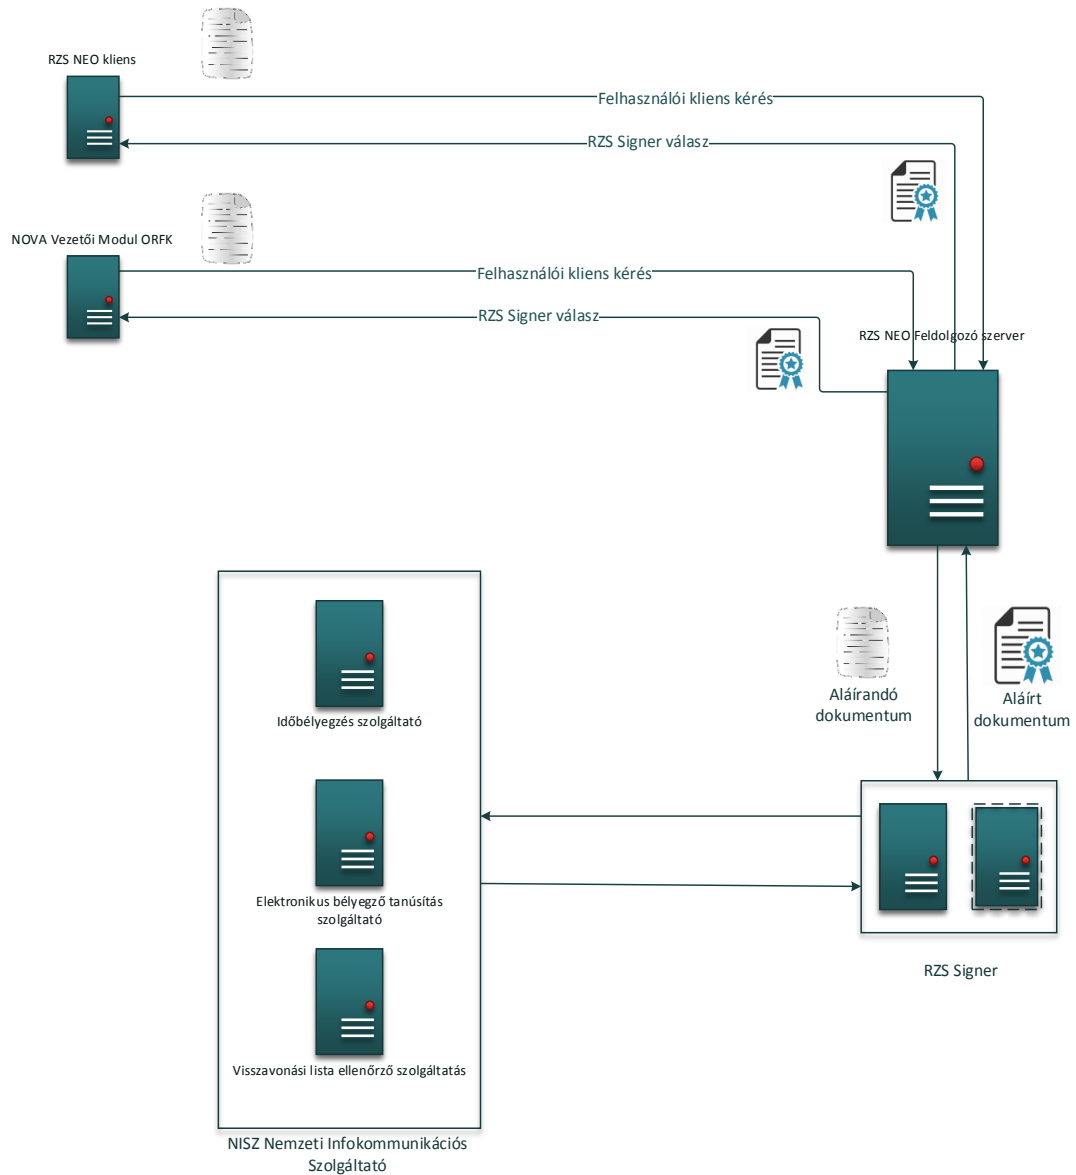 RZS NEO kliens
Felhasználói kliens kérés
RZS Signer válasz
NOVA Vezetői Modul ORFK
Felhasználói kliens kérés
RZS Signer válasz
RZS NEO Feldolgozó szerver
Aláírandó
dokumentum
Aláírt
dokumentum
Időbélyegzés szolgáltató
Elektronikus bélyegző tanúsítás
szolgáltató
Visszavonási lista ellenőrző szolgáltatás
RZS Signer
NISZ Nemzeti Infokommunikációs
Szolgáltató